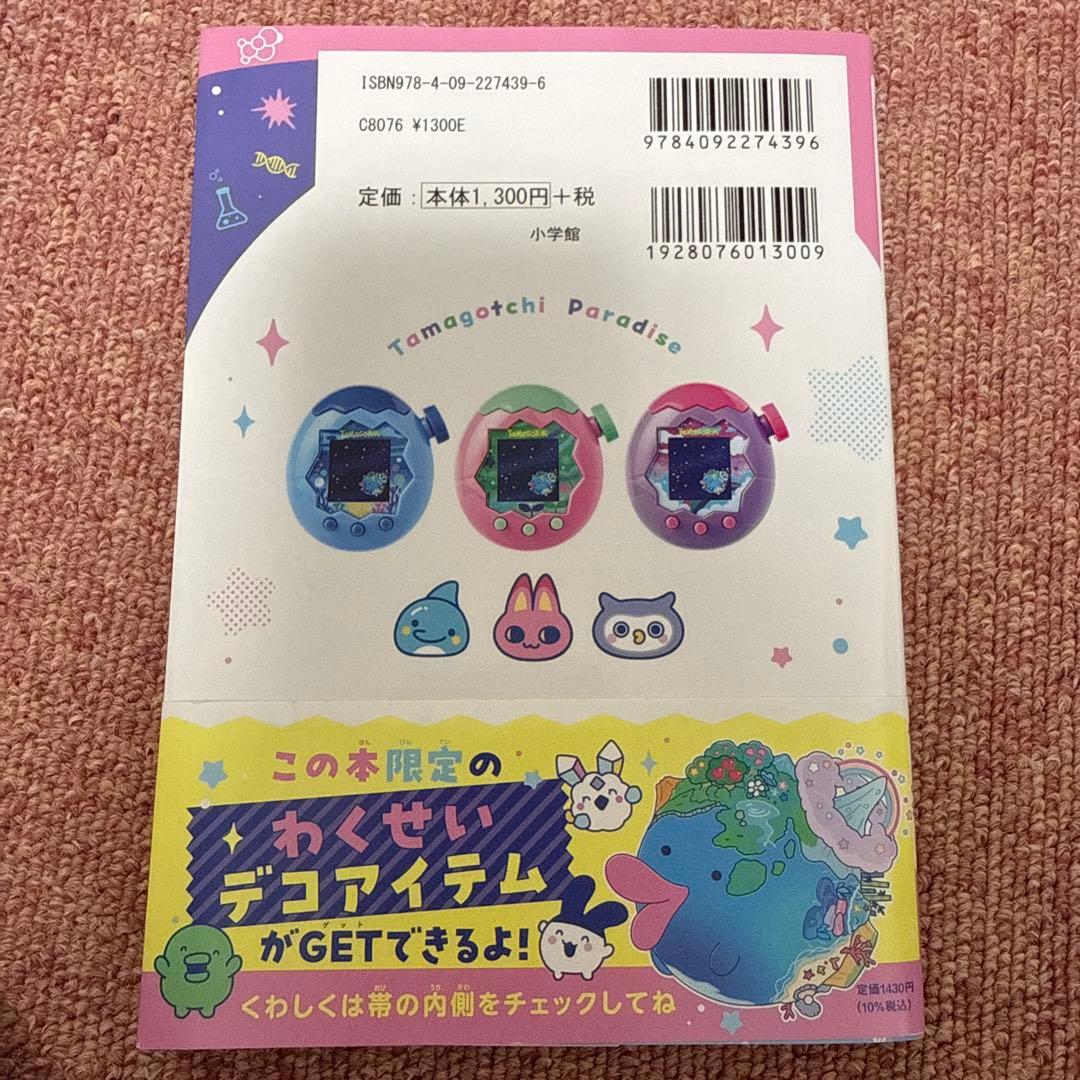 ISBN978-4-09-227439-6
C8076 ¥1300E
9784092274396
定価：本体1,300円＋税
小学館
1928076013009
Tamagotchi Paradise
TAMAGOTCHI
TAMAGOTCHI
TAMAGOTCHI
この本限定の
わくせい
デコアイテム
がGETできるよ!
くわしくは帯の内側をチェックしてね
定価1430円
(10%税込)